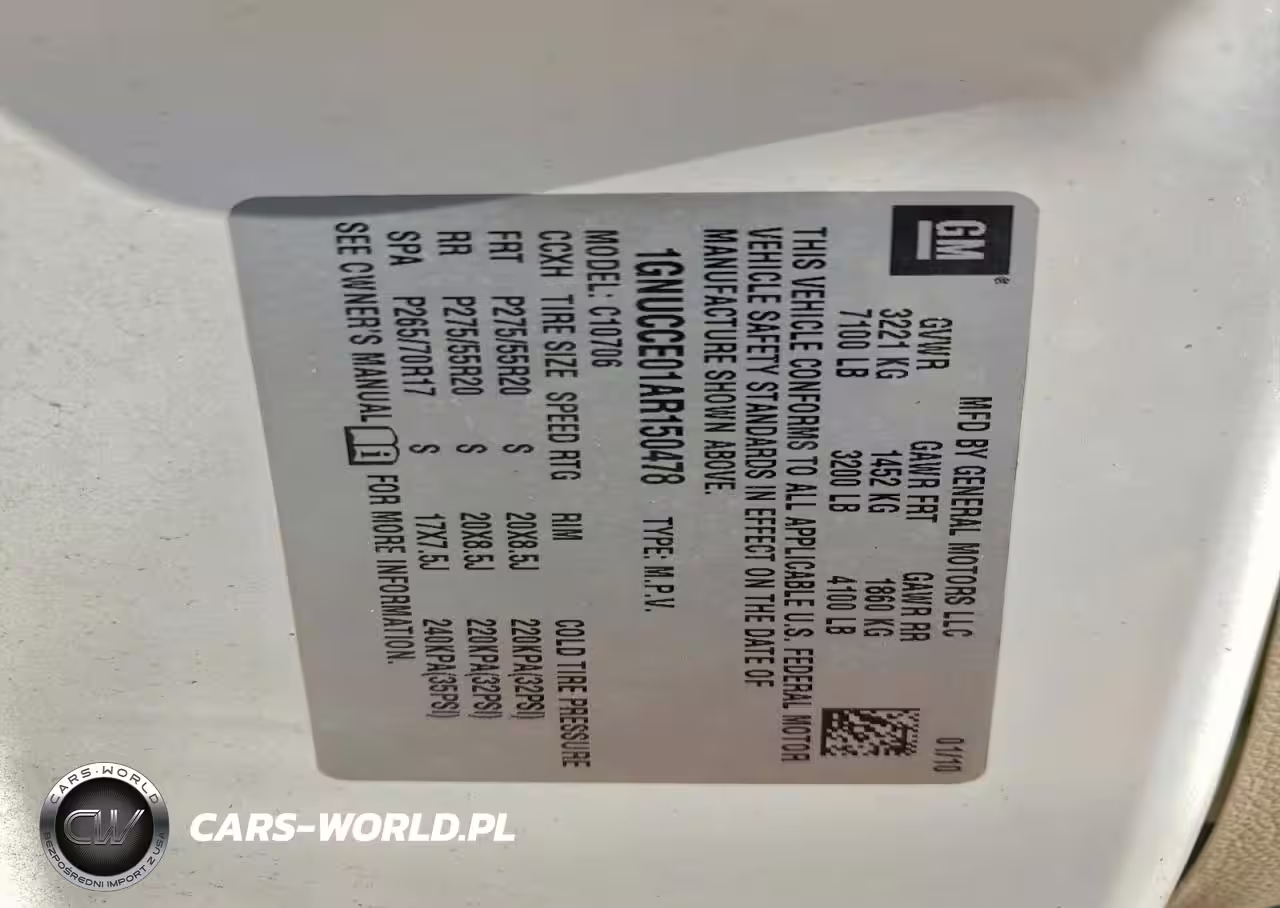 GM
MFD BY GENERAL MOTORS LLC 01/10
GVWR GAWR FRT GAWR RR
3221 KG 1452 KG 1860 KG
7100 LB 3200 LB 4100 LB
THIS VEHICLE CONFORMS TO ALL APPLICABLE U.S. FEDERAL MOTOR
VEHICLE SAFETY STANDARDS IN EFFECT ON THE DATE OF
MANUFACTURE SHOWN ABOVE.
1GNUCCE01AR150478 TYPE: M.P.V.
MODEL: C10706
CCXH TIRE SIZE SPEED RTG RIM COLD TIRE PRESSURE
FRT P275/55R20 S 20X8.5J 220KPA(32PSI)
RR P275/55R20 S 20X8.5J 220KPA(32PSI)
SPA P265/70R17 S 17X7.5J 240KPA(35PSI)
SEE OWNER'S MANUAL FOR MORE INFORMATION.
CARS-WORLD
CW
BEZPOŚREDNI IMPORT Z USA
CARS-WORLD.PL